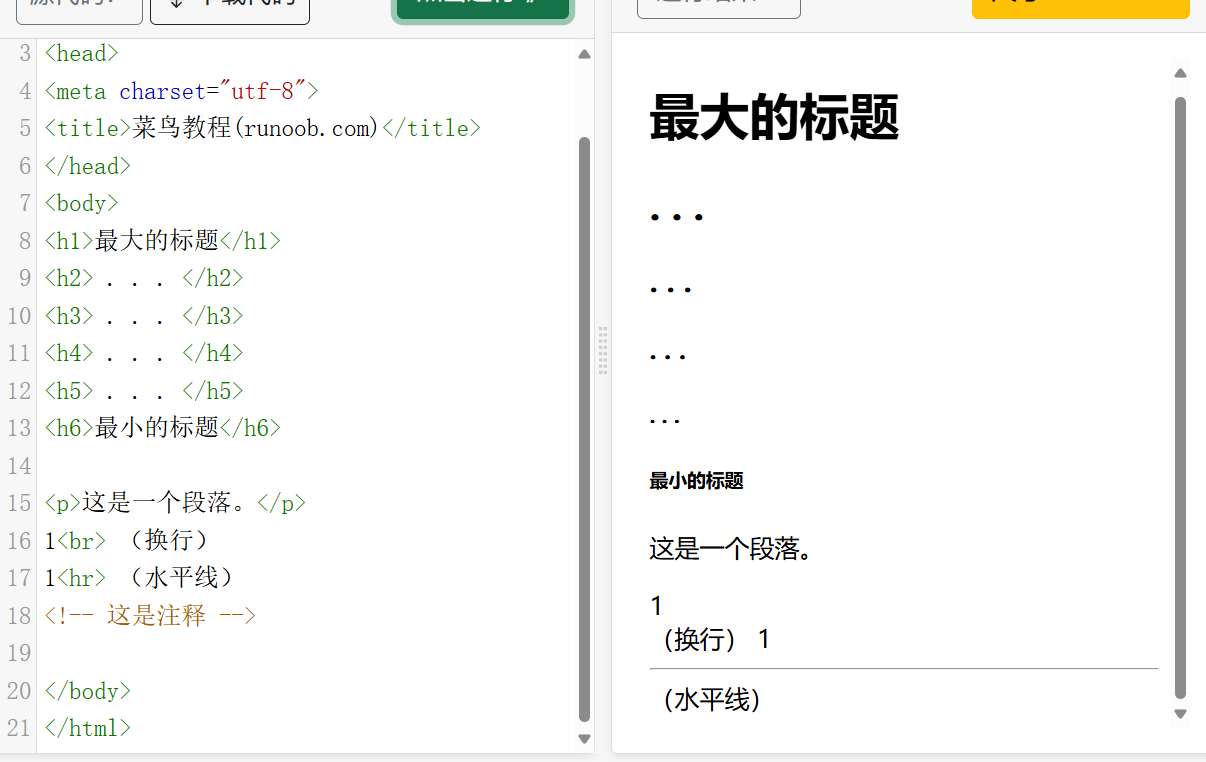 3 <head>
4 <meta charset="utf-8">
5 <title>菜鸟教程(runoob.com)</title>
6 </head>
7 <body>
8 <h1>最大的标题</h1>
9 <h2> . . . </h2>
10 <h3> . . . </h3>
11 <h4> . . . </h4>
12 <h5> . . . </h5>
13 <h6>最小的标题</h6>
14
15 <p>这是一个段落。</p>
16 1<br> （换行）
17 1<hr> （水平线）
18 <!-- 这是注释 -->
19
20 </body>
21 </html>
最大的标题
. . .
. . .
. . .
. . .
最小的标题
这是一个段落。
1
（换行） 1
（水平线）